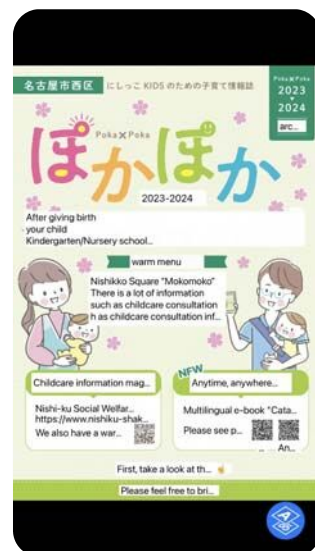 名古屋市西区
にしっこKIDSのための子育て情報誌
Poka×Poka
2023
2024
arc...
Poka×Poka
ぽかぽか
2023-2024
After giving birth
your child
Kindergarten/Nursery school...
warm menu
Nishikko Square "Mokomoko"
There is a lot of information
such as childcare consultation
h as childcare consultation inf...
Childcare information mag...
Nishi-ku Social Welfar...
https://www.nishiku-shak...
We also have a war...
NEW
Anytime, anywhere...
Multilingual e-book "Cata...
Please see p...
An...
First, take a look at th...
Please feel free to bri...